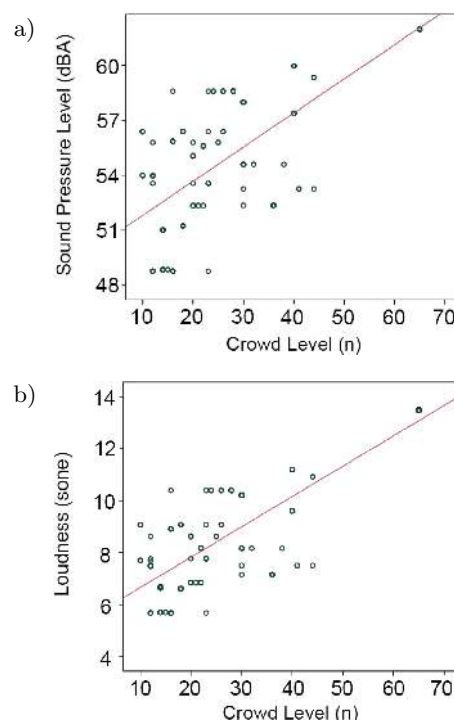 a)
Sound Pressure Level (dBA)
60
57
54
51
48
10 20 30 40 50 60 70
Crowd Level (n)
b)
Loudness (sone)
14
12
10
8
6
4
10 20 30 40 50 60 70
Crowd Level (n)